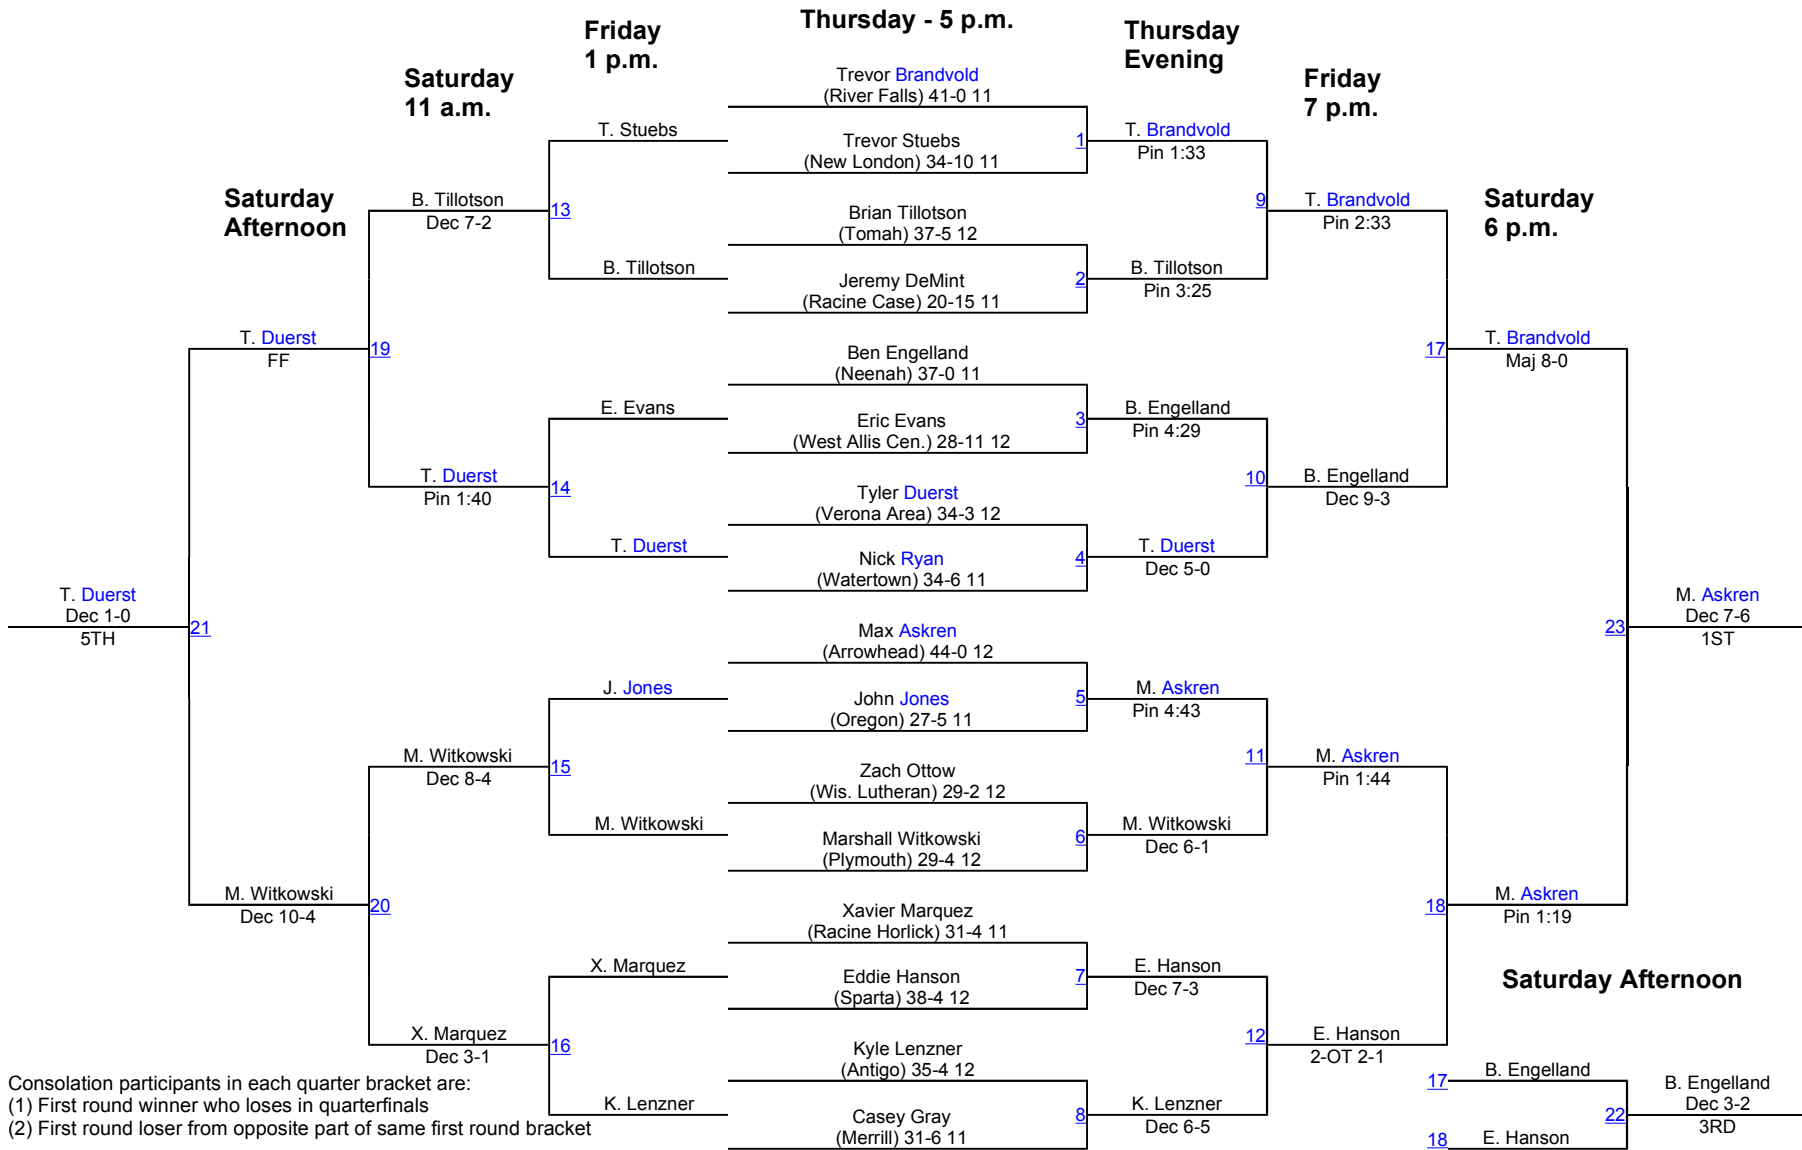 Thursday - 5 p.m.
Friday
1 p.m.
Thursday
Evening
Saturday
11 a.m.
Friday
7 p.m.
Trevor Brandvold
(River Falls) 41-0 11
T. Stuebs
Trevor Stuebs
(New London) 34-10 11
1
T. Brandvold
Pin 1:33
Saturday
Afternoon
B. Tillotson
Dec 7-2
13
Brian Tillotson
(Tomah) 37-5 12
9
T. Brandvold
Pin 2:33
Saturday
6 p.m.
B. Tillotson
Jeremy DeMint
(Racine Case) 20-15 11
2
B. Tillotson
Pin 3:25
T. Duerst
FF
19
Ben Engelland
(Neenah) 37-0 11
17
T. Brandvold
Maj 8-0
E. Evans
Eric Evans
(West Allis Cen.) 28-11 12
3
B. Engelland
Pin 4:29
T. Duerst
Pin 1:40
14
Tyler Duerst
(Verona Area) 34-3 12
10
B. Engelland
Dec 9-3
T. Duerst
Nick Ryan
(Watertown) 34-6 11
4
T. Duerst
Dec 5-0
T. Duerst
Dec 1-0
5TH
21
Max Askren
(Arrowhead) 44-0 12
23
M. Askren
Dec 7-6
1ST
J. Jones
John Jones
(Oregon) 27-5 11
5
M. Askren
Pin 4:43
M. Witkowski
Dec 8-4
15
Zach Ottow
(Wis. Lutheran) 29-2 12
11
M. Askren
Pin 1:44
M. Witkowski
Marshall Witkowski
(Plymouth) 29-4 12
6
M. Witkowski
Dec 6-1
M. Witkowski
Dec 10-4
20
Xavier Marquez
(Racine Horlick) 31-4 11
18
M. Askren
Pin 1:19
X. Marquez
Eddie Hanson
(Sparta) 38-4 12
7
E. Hanson
Dec 7-3
Saturday Afternoon
X. Marquez
Dec 3-1
16
Kyle Lenzner
(Antigo) 35-4 12
12
E. Hanson
2-OT 2-1
K. Lenzner
Casey Gray
(Merrill) 31-6 11
8
K. Lenzner
Dec 6-5
17
B. Engelland
22
B. Engelland
Dec 3-2
3RD
18
E. Hanson
Consolation participants in each quarter bracket are:
(1) First round winner who loses in quarterfinals
(2) First round loser from opposite part of same first round bracket